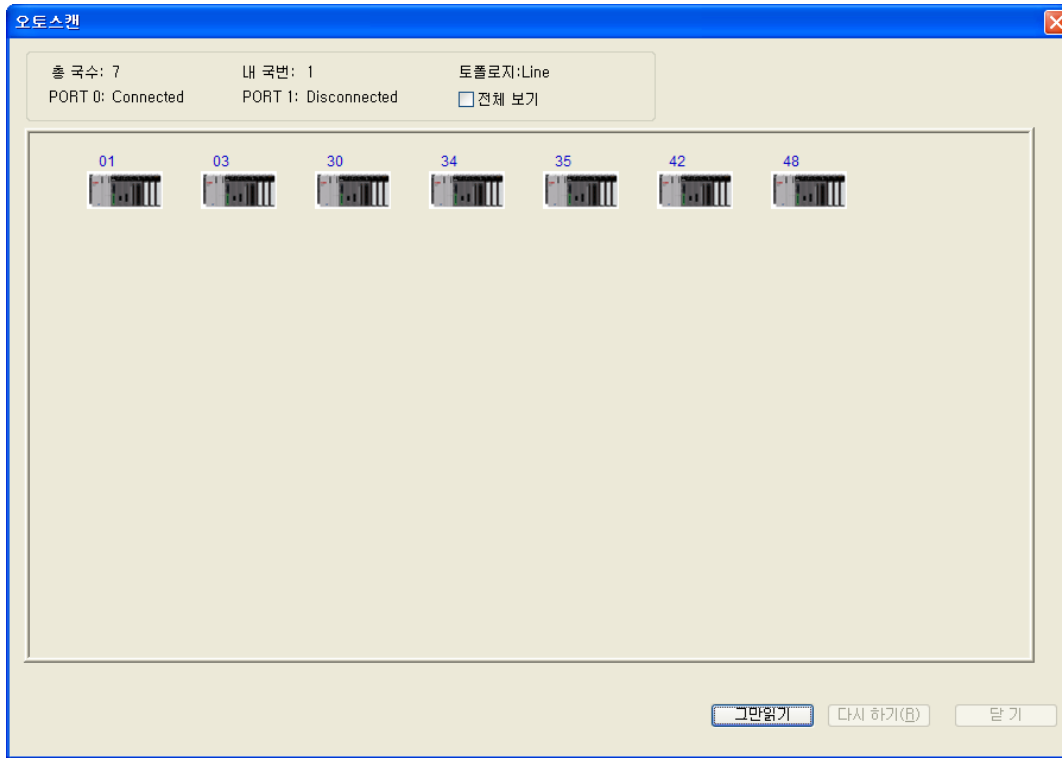 오토스캔
총 국수: 7 내 국번: 1 토폴로지:Line
PORT 0: Connected PORT 1: Disconnected 전체 보기
01 03 30 34 35 42 48
그만읽기 다시 하기(R) 닫 기